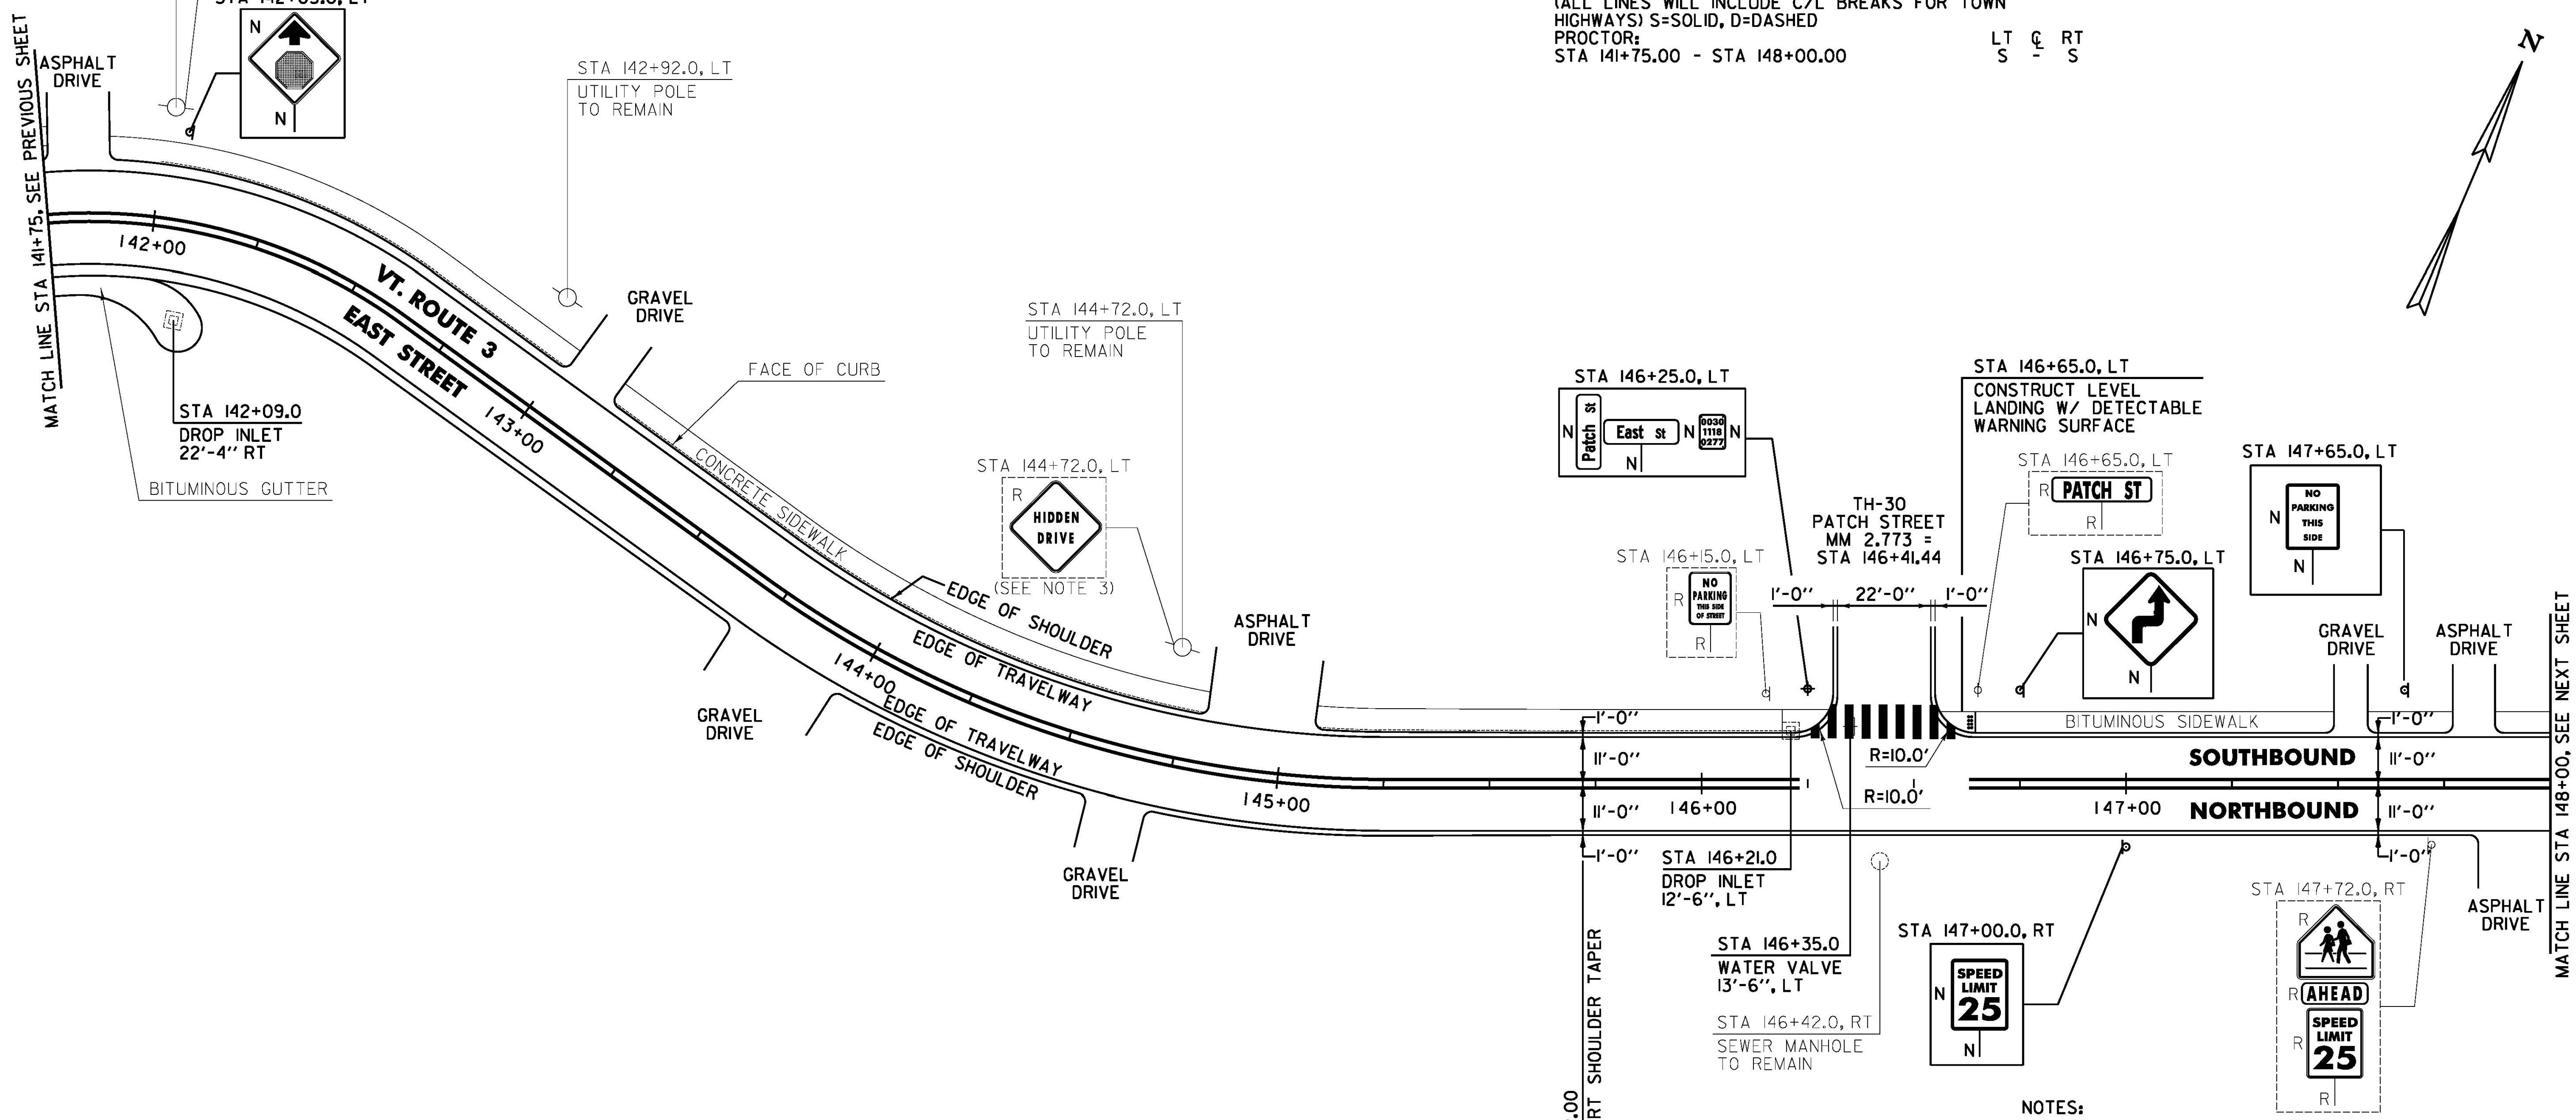 STA 142+05.0, LT
(ALL LINES WILL INCLUDE C/L BREAKS FOR TOWN
HIGHWAYS) S=SOLID, D=DASHED
PROCTOR:
LT ℄ RT
STA 141+75.00 - STA 148+00.00
S - S
N
MATCH LINE STA 141+75, SEE PREVIOUS SHEET
ASPHALT
DRIVE
N
N
STA 142+92.0, LT
UTILITY POLE
TO REMAIN
142+00
VT. ROUTE 3
EAST STREET
143+00
STA 142+09.0
DROP INLET
22'-4" RT
BITUMINOUS GUTTER
GRAVEL
DRIVE
FACE OF CURB
CONCRETE SIDEWALK
STA 144+72.0, LT
UTILITY POLE
TO REMAIN
STA 144+72.0, LT
R
HIDDEN
DRIVE
(SEE NOTE 3)
EDGE OF SHOULDER
EDGE OF TRAVELWAY
144+00
EDGE OF TRAVELWAY
EDGE OF SHOULDER
GRAVEL
DRIVE
GRAVEL
DRIVE
ASPHALT
DRIVE
145+00
STA 146+25.0, LT
N
Patch St
East St
N
0030
1118
0277
N
N
STA 146+15.0, LT
R
NO
PARKING
THIS SIDE
OF STREET
R
TH-30
PATCH STREET
MM 2.773 =
STA 146+41.44
1'-0" 22'-0" 1'-0"
STA 146+65.0, LT
CONSTRUCT LEVEL
LANDING W/ DETECTABLE
WARNING SURFACE
STA 146+65.0, LT
R PATCH ST
R
STA 146+75.0, LT
N
N
STA 147+65.0, LT
N
NO
PARKING
THIS
SIDE
N
GRAVEL
DRIVE
ASPHALT
DRIVE
1'-0"
11'-0"
11'-0"
1'-0"
146+00
R=10.0'
R=10.0'
BITUMINOUS SIDEWALK
SOUTHBOUND
147+00
NORTHBOUND
1'-0"
11'-0"
11'-0"
1'-0"
MATCH LINE STA 148+00, SEE NEXT SHEET
STA 146+21.0
DROP INLET
12'-6", LT
STA 146+35.0
WATER VALVE
13'-6", LT
STA 146+42.0, RT
SEWER MANHOLE
TO REMAIN
STA 147+00.0, RT
N
SPEED
LIMIT
25
N
STA 147+72.0, RT
R
R AHEAD
R
SPEED
LIMIT
25
R
ASPHALT
DRIVE
RT SHOULDER TAPER
.00
NOTES: